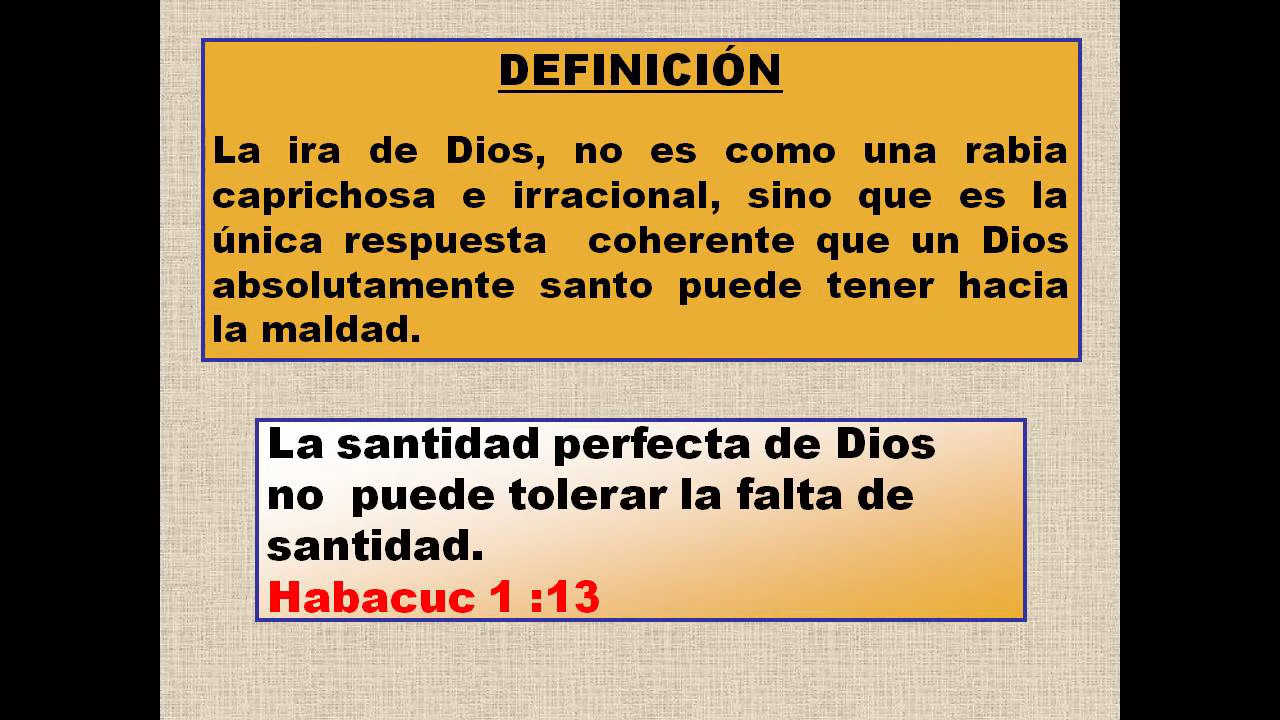 DEFINICIÓN
La ira de Dios, no es como una rabia
caprichosa e irracional, sino que es la
única respuesta coherente que un Dios
absolutamente santo puede tener hacia
la maldad.
La santidad perfecta de Dios
no puede tolerar la falta de
santidad.
Habacuc 1 :13